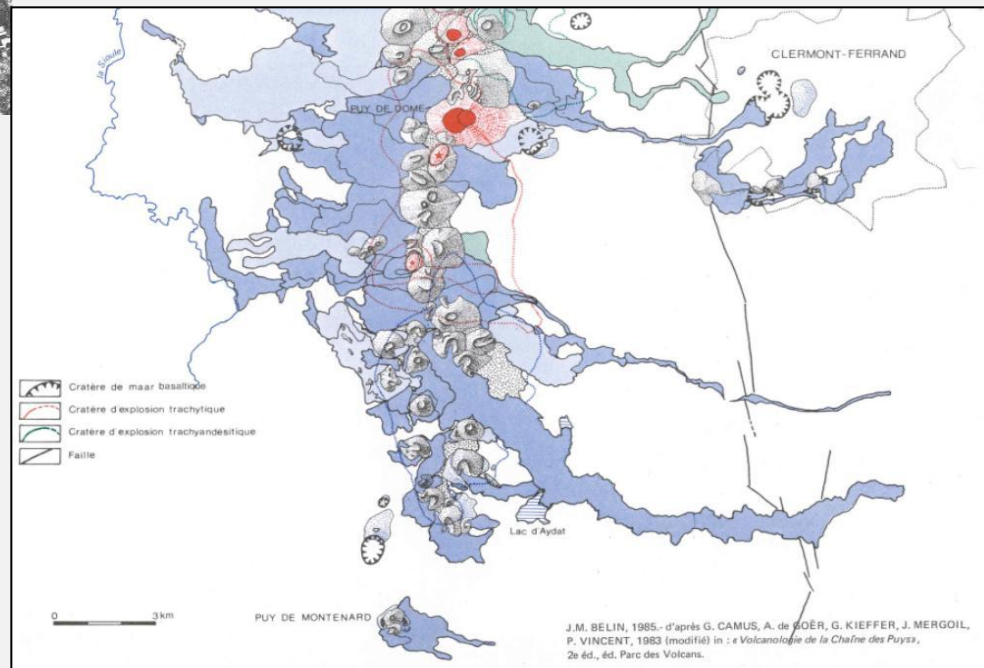 la Sioule
CLERMONT-FERRAND
PUY DE DOME
Cratère de maar basaltique
Cratère d'explosion trachytique
Cratère d'explosion trachyandésitique
Faille
Lac d'Aydat
0 3km
PUY DE MONTENARD
J.M. BELIN, 1985.- d'après G. CAMUS, A. de GOËR, G. KIEFFER, J. MERGOIL,
P. VINCENT, 1983 (modifié) in : « Volcanologie de la Chaîne des Puys»,
2e éd., éd. Parc des Volcans.